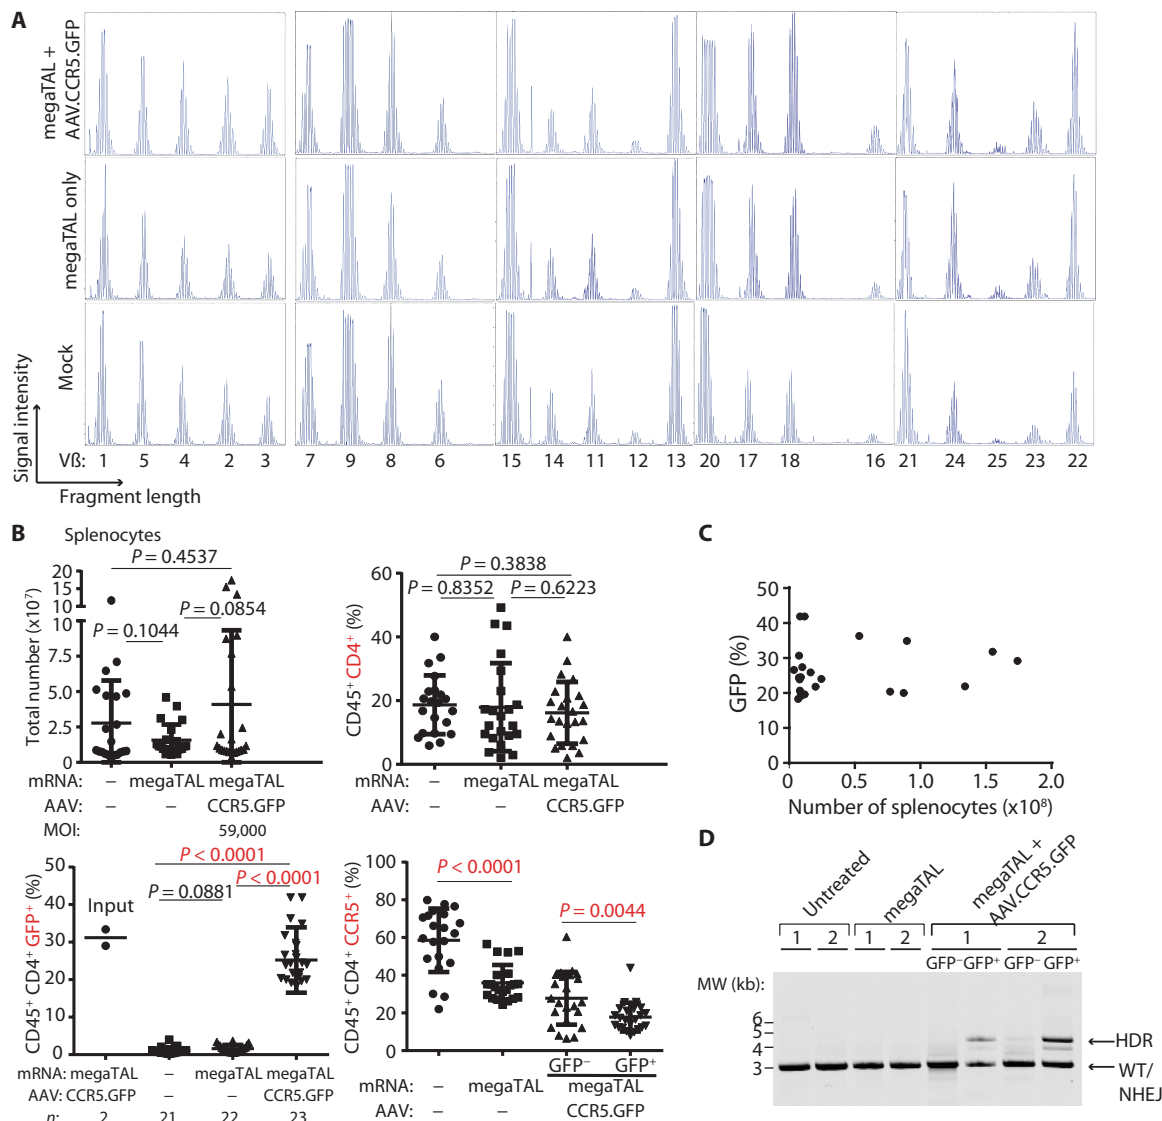 A
megaTAL +
AAV.CCR5.GFP
megaTAL only
Mock
Signal intensity
Fragment length
Vß: 1 5 4 2 3 7 9 8 6 15 14 11 12 13 20 17 18 16 21 24 25 23 22
B
Splenocytes
P = 0.4537
P = 0.0854
P = 0.1044
Total number (x10⁷)
20
15
10
10
7.5
5.0
2.5
0
mRNA: – megaTAL megaTAL
AAV: – – CCR5.GFP
MOI: 59,000
P = 0.3838
P = 0.8352 P = 0.6223
CD45⁺ CD4⁺ (%)
60
40
20
0
mRNA: – megaTAL megaTAL
AAV: – – CCR5.GFP
P < 0.0001
P = 0.0881 P < 0.0001
Input
CD45⁺ CD4⁺ GFP⁺ (%)
50
40
30
20
10
0
mRNA: megaTAL – megaTAL megaTAL
AAV: CCR5.GFP – – CCR5.GFP
n: 2 21 22 23
P < 0.0001
P = 0.0044
CD45⁺ CD4⁺ CCR5⁺ (%)
100
80
60
40
20
0
GFP⁻ GFP⁺
mRNA: – megaTAL megaTAL
AAV: – – CCR5.GFP
C
GFP (%)
50
40
30
20
10
0
0 0.5 1.0 1.5 2.0
Number of splenocytes (x10⁸)
D
Untreated
megaTAL
megaTAL +
AAV.CCR5.GFP
1 2 1 2 1 2
GFP⁻ GFP⁺ GFP⁻ GFP⁺
MW (kb):
6
5
4
3
HDR
WT/
NHEJ